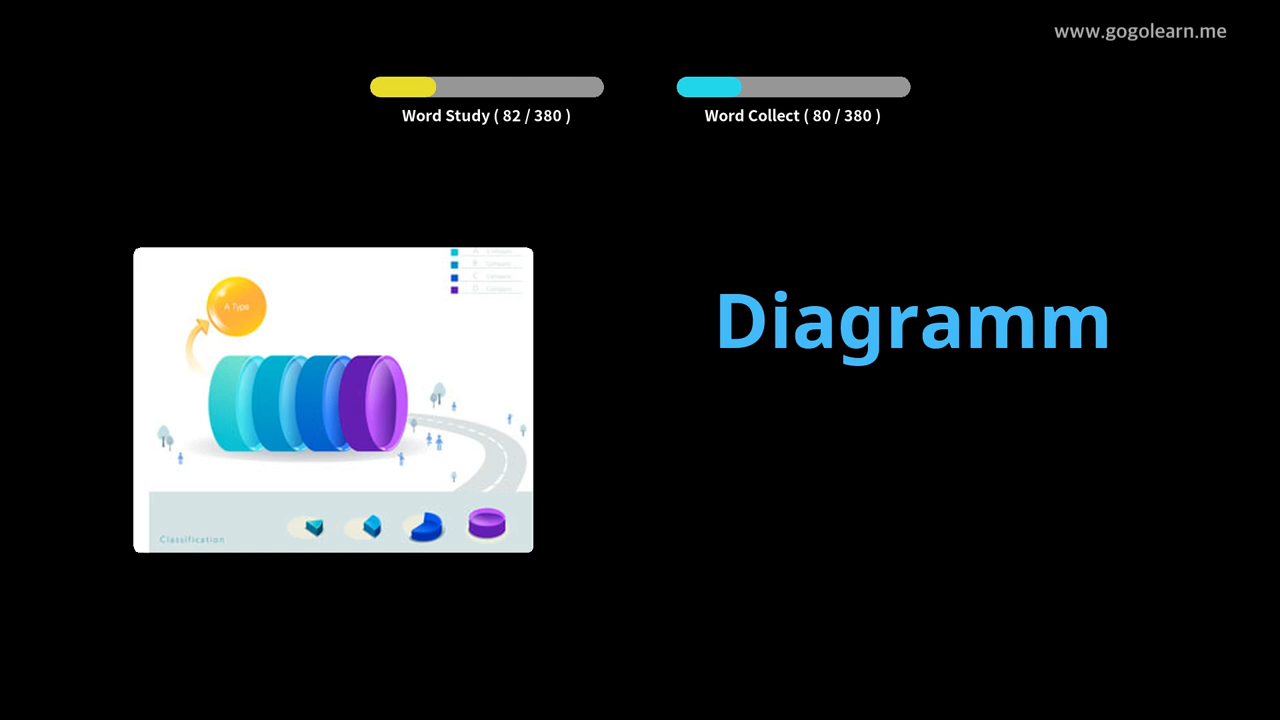 www.gogolearn.me
Word Study ( 82 / 380 )
Word Collect ( 80 / 380 )
Diagramm
A Type
Classification